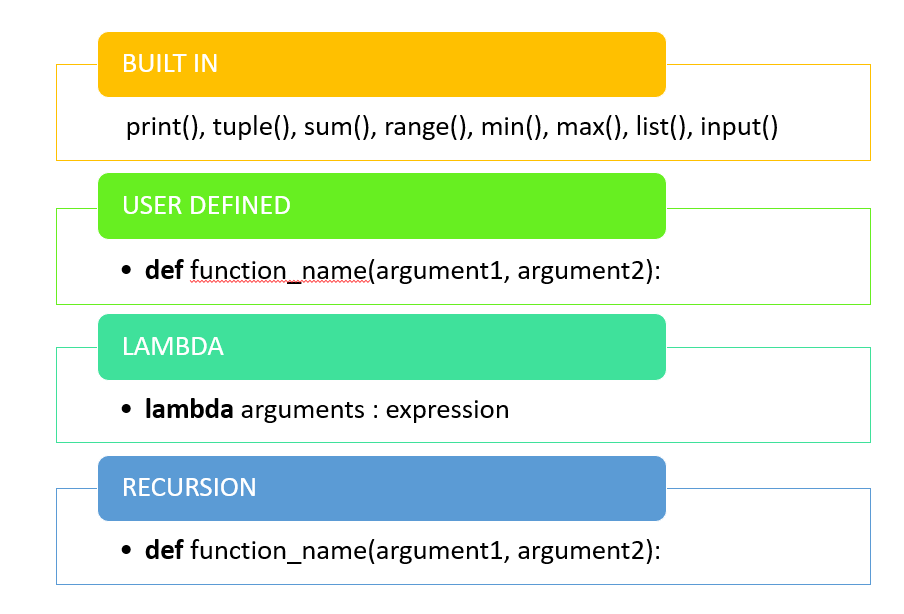 BUILT IN
print(), tuple(), sum(), range(), min(), max(), list(), input()
USER DEFINED
• def function_name(argument1, argument2):
LAMBDA
• lambda arguments : expression
RECURSION
• def function_name(argument1, argument2):